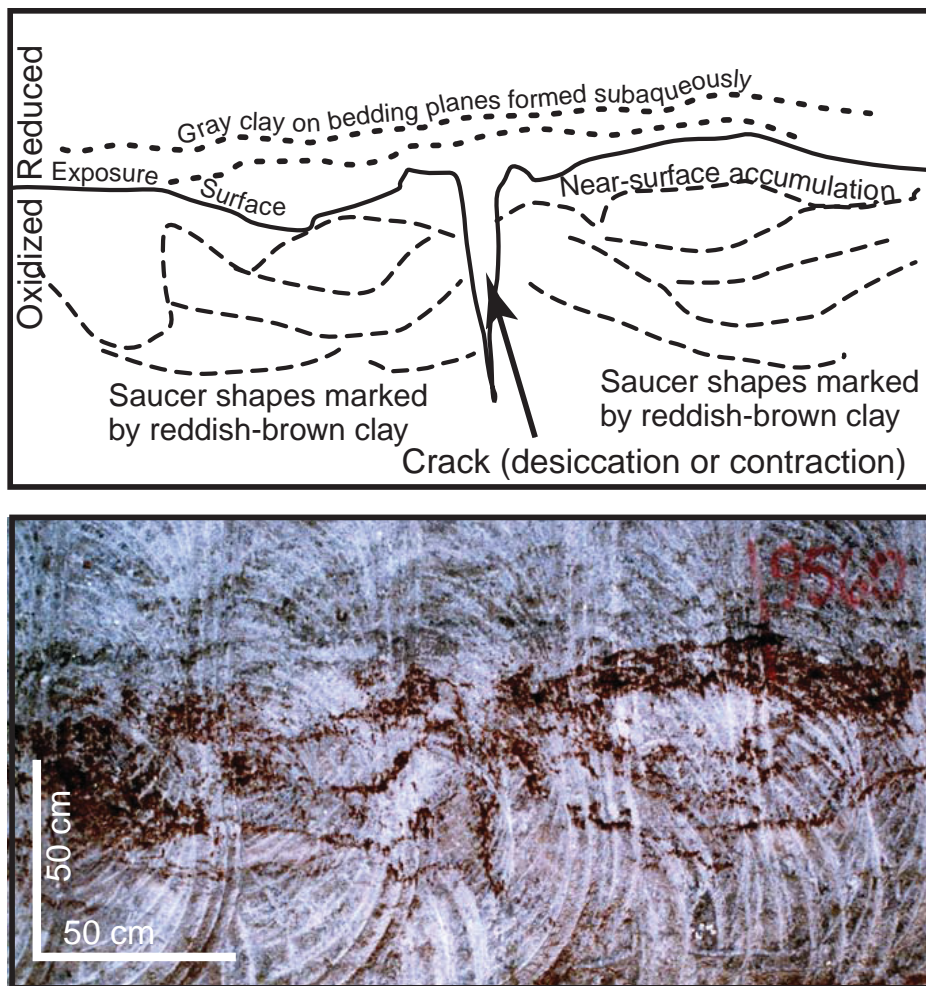 Reduced
Oxidized
Gray clay on bedding planes formed subaqueously
Exposure
Surface
Near-surface accumulation
Saucer shapes marked
by reddish-brown clay
Saucer shapes marked
by reddish-brown clay
Crack (desiccation or contraction)
9560
50 cm
50 cm